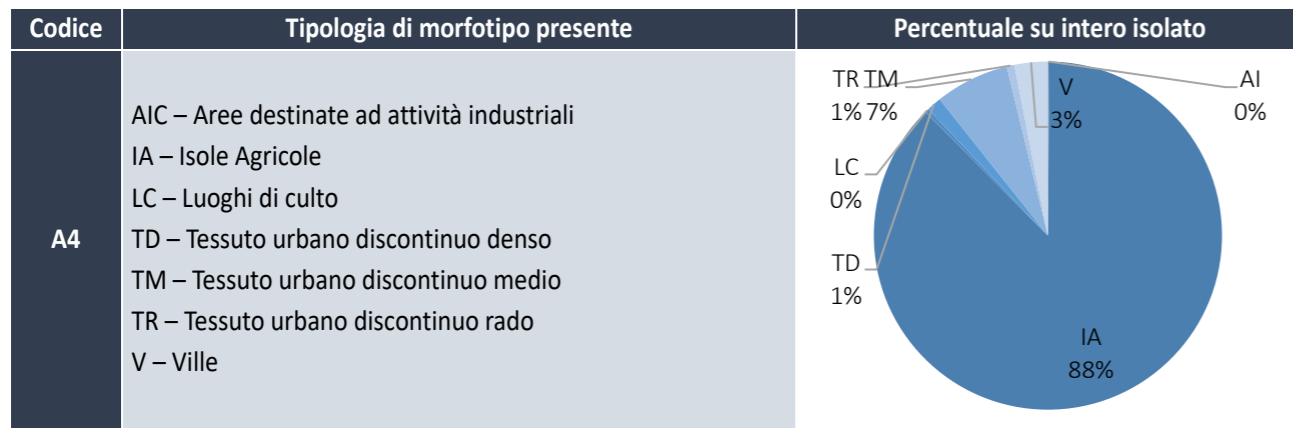 Codice Tipologia di morfotipo presente Percentuale su intero isolato
A4
AIC – Aree destinate ad attività industriali
IA – Isole Agricole
LC – Luoghi di culto
TD – Tessuto urbano discontinuo denso
TM – Tessuto urbano discontinuo medio
TR – Tessuto urbano discontinuo rado
V – Ville
TR TM V AI
1% 7% 3% 0%
LC
0%
TD
1%
IA
88%